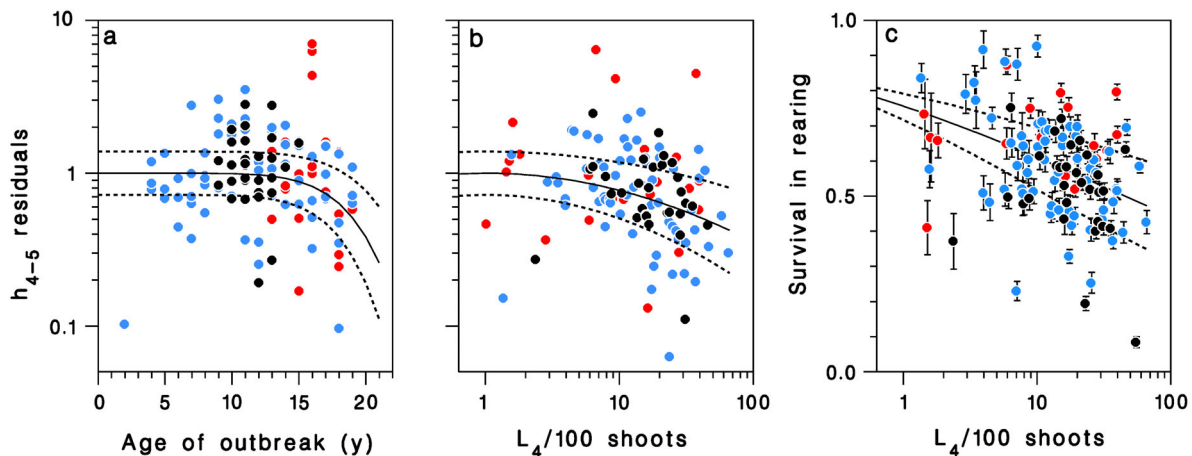 a
10
1
0.1
h4–5 residuals
0 5 10 15 20
Age of outbreak (y)
b
1 10 100
L4/100 shoots
c
1.0
0.5
0.0
Survival in rearing
1 10 100
L4/100 shoots